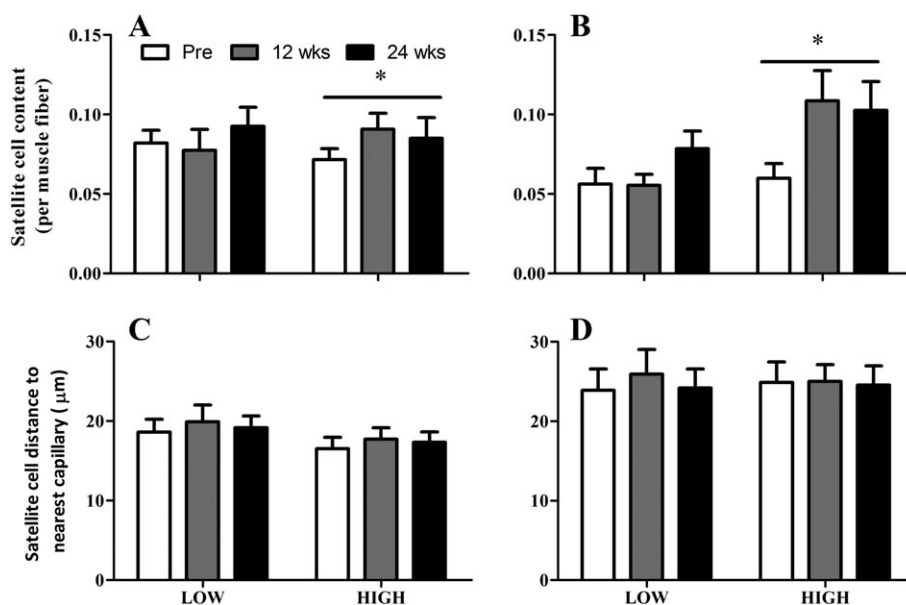 A
B
0.15
0.10
0.05
0.00
Satellite cell content
(per muscle fiber)
Pre
12 wks
24 wks
*
0.15
0.10
0.05
0.00
*
C
D
30
20
10
0
Satellite cell distance to
nearest capillary (μm)
LOW
HIGH
30
20
10
0
LOW
HIGH